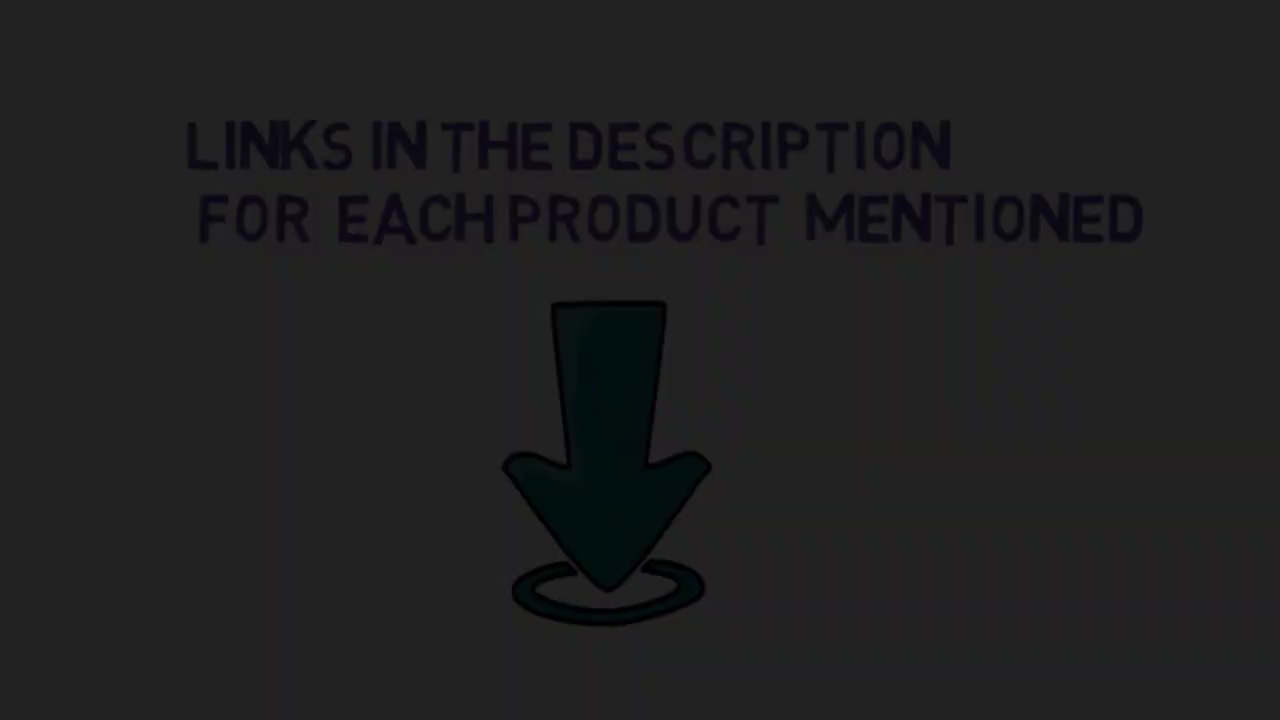 LINKS IN THE DESCRIPTION
FOR EACH PRODUCT MENTIONED